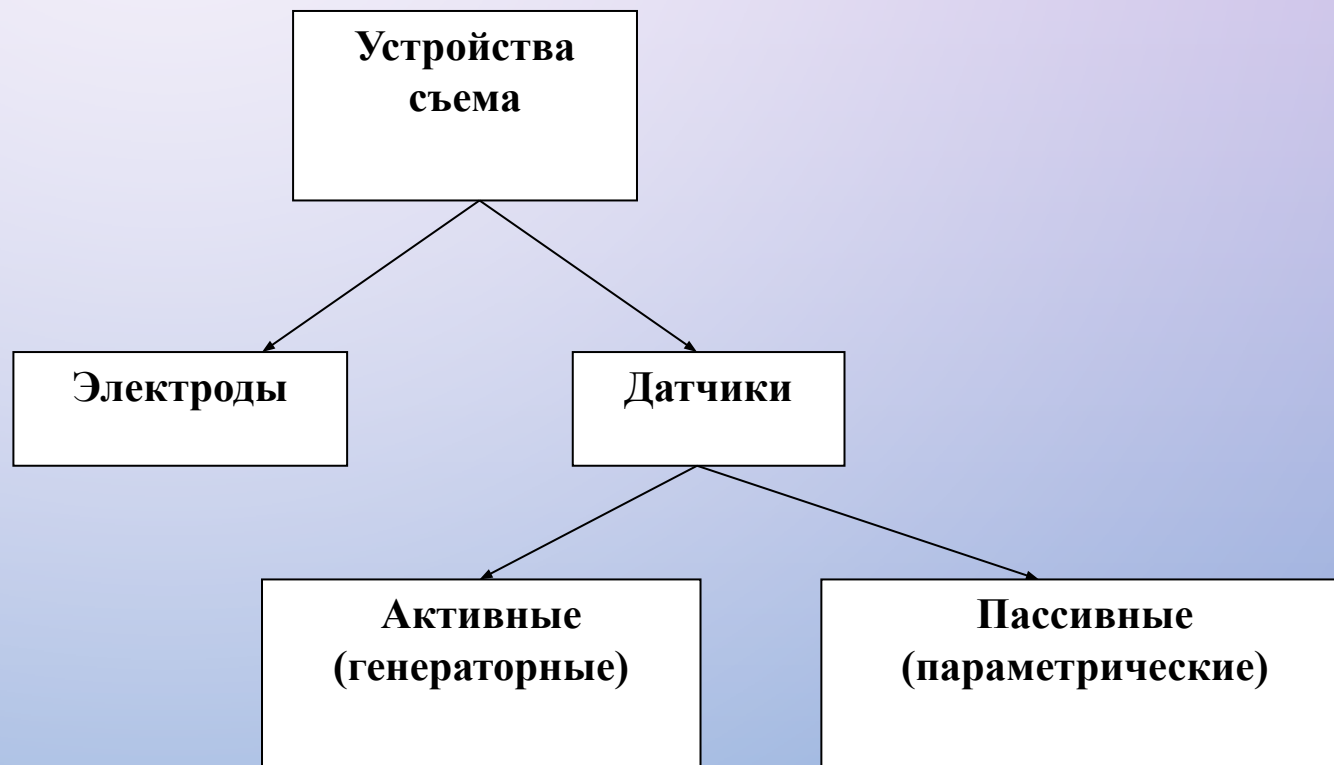 Устройства
съема
Электроды
Датчики
Активные
(генераторные)
Пассивные
(параметрические)